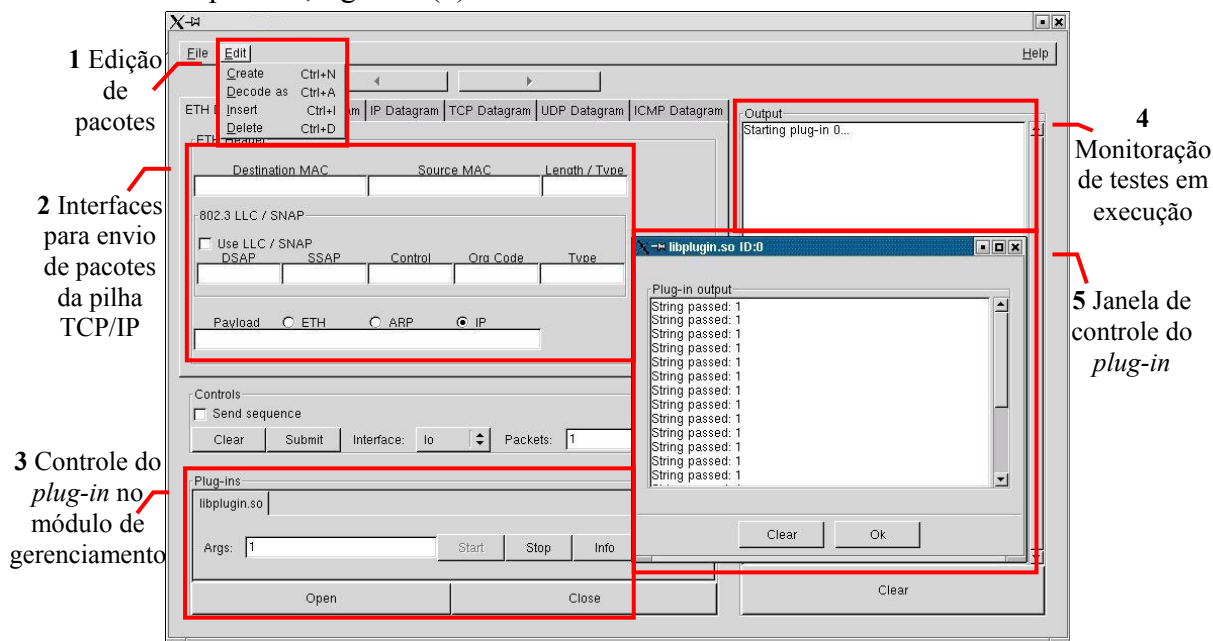 1 Edição
de
pacotes
2 Interfaces
para envio
de pacotes
da pilha
TCP/IP
3 Controle do
plug-in no
módulo de
gerenciamento
File Edit Help
Create Ctrl+N
Decode as Ctrl+A
Insert Ctrl+I
Delete Ctrl+D
ETH IP Datagram TCP Datagram UDP Datagram ICMP Datagram
ETH Header
Destination MAC Source MAC Length / Type
802.3 LLC / SNAP
Use LLC / SNAP
DSAP SSAP Control Org Code Type
Payload ETH ARP IP
Controls
Send sequence
Clear Submit Interface: lo Packets: 1
Plug-ins
libplugin.so
Args: 1 Start Stop Info
Open Close
Output
Starting plug-in 0...
libplugin.so ID:0
Plug-in output
String passed: 1
String passed: 1
String passed: 1
String passed: 1
String passed: 1
String passed: 1
String passed: 1
String passed: 1
String passed: 1
String passed: 1
String passed: 1
String passed: 1
String passed: 1
Clear Ok
Clear
4
Monitoração
de testes em
execução
5 Janela de
controle do
plug-in